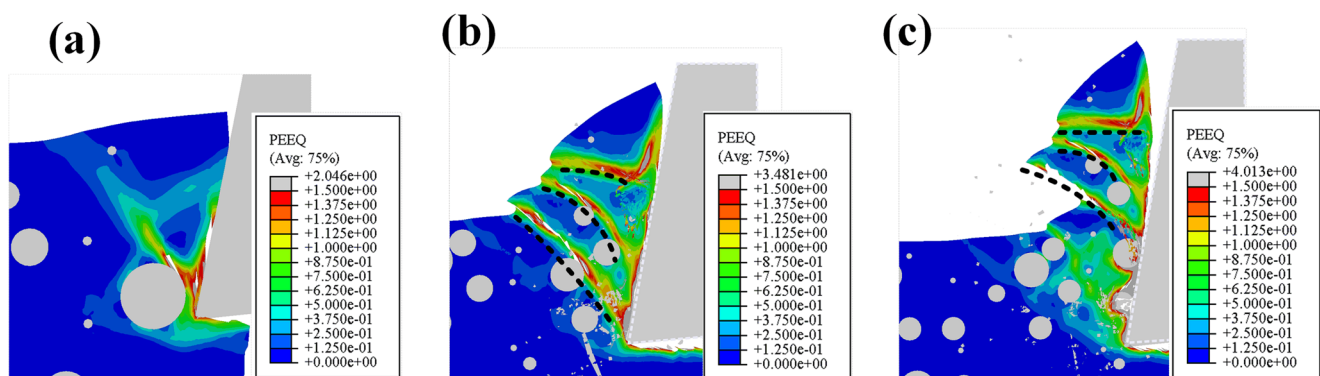 (a)
PEEQ
(Avg: 75%)
+2.046e+00
+1.500e+00
+1.375e+00
+1.250e+00
+1.125e+00
+1.000e+00
+8.750e-01
+7.500e-01
+6.250e-01
+5.000e-01
+3.750e-01
+2.500e-01
+1.250e-01
+0.000e+00
(b)
PEEQ
(Avg: 75%)
+3.481e+00
+1.500e+00
+1.375e+00
+1.250e+00
+1.125e+00
+1.000e+00
+8.750e-01
+7.500e-01
+6.250e-01
+5.000e-01
+3.750e-01
+2.500e-01
+1.250e-01
+0.000e+00
(c)
PEEQ
(Avg: 75%)
+4.013e+00
+1.500e+00
+1.375e+00
+1.250e+00
+1.125e+00
+1.000e+00
+8.750e-01
+7.500e-01
+6.250e-01
+5.000e-01
+3.750e-01
+2.500e-01
+1.250e-01
+0.000e+00